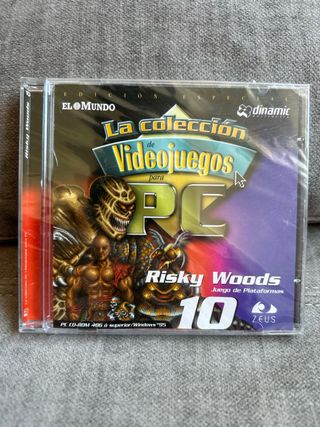 EDICIÓN ESPECIAL
EL MUNDO
dinamic
La colección
de
Videojuegos
para
PC
Risky Woods
Juego de Plataformas
10
ZEUS
PC CD-ROM 486 ó superior/Windows'95
Risky Woods